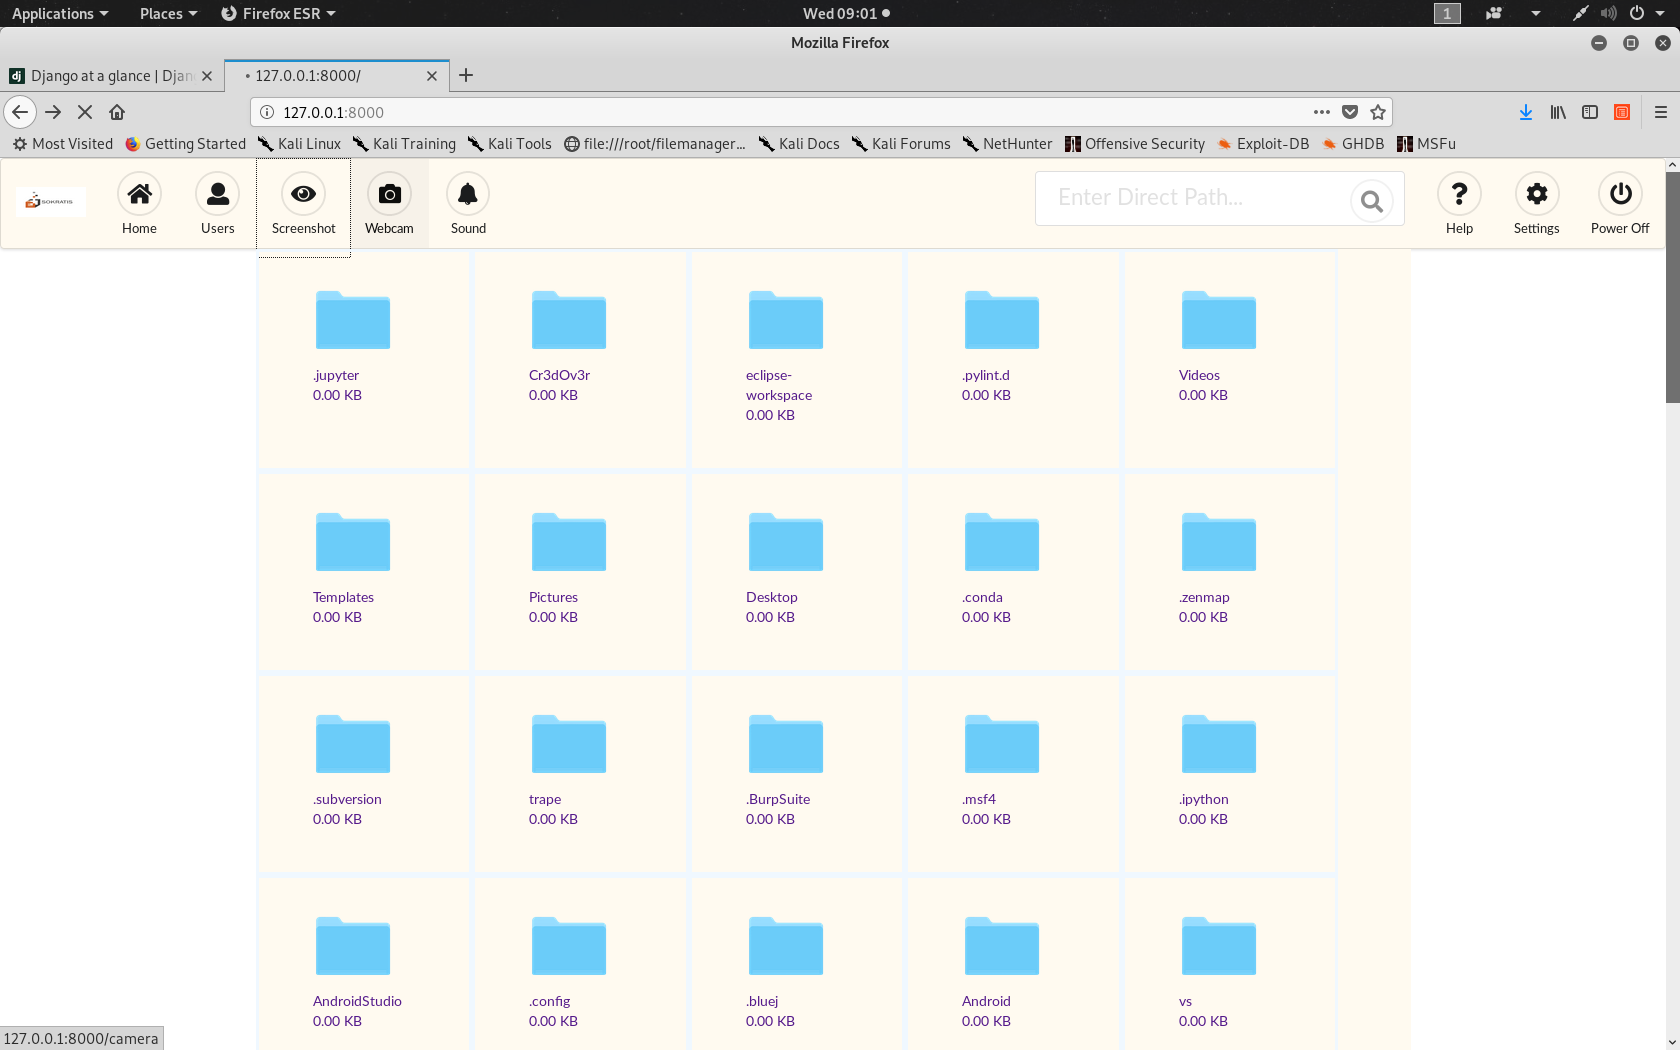 Applications Places Firefox ESR Wed 09:01 1
Mozilla Firefox
dj Django at a glance | Djan 127.0.0.1:8000/
127.0.0.1:8000
Most Visited Getting Started Kali Linux Kali Training Kali Tools file:///root/filemanager... Kali Docs Kali Forums NetHunter Offensive Security Exploit-DB GHDB MSFu
SOKRATIS
Enter Direct Path...
Home Users Screenshot Webcam Sound Help Settings Power Off
.jupyter Cr3dOv3r eclipse- .pylint.d Videos
0.00 KB 0.00 KB workspace 0.00 KB 0.00 KB
0.00 KB
Templates Pictures Desktop .conda .zenmap
0.00 KB 0.00 KB 0.00 KB 0.00 KB 0.00 KB
.subversion trape .BurpSuite .msf4 .ipython
0.00 KB 0.00 KB 0.00 KB 0.00 KB 0.00 KB
AndroidStudio .config .bluej Android vs
0.00 KB 0.00 KB 0.00 KB 0.00 KB 0.00 KB
127.0.0.1:8000/camera